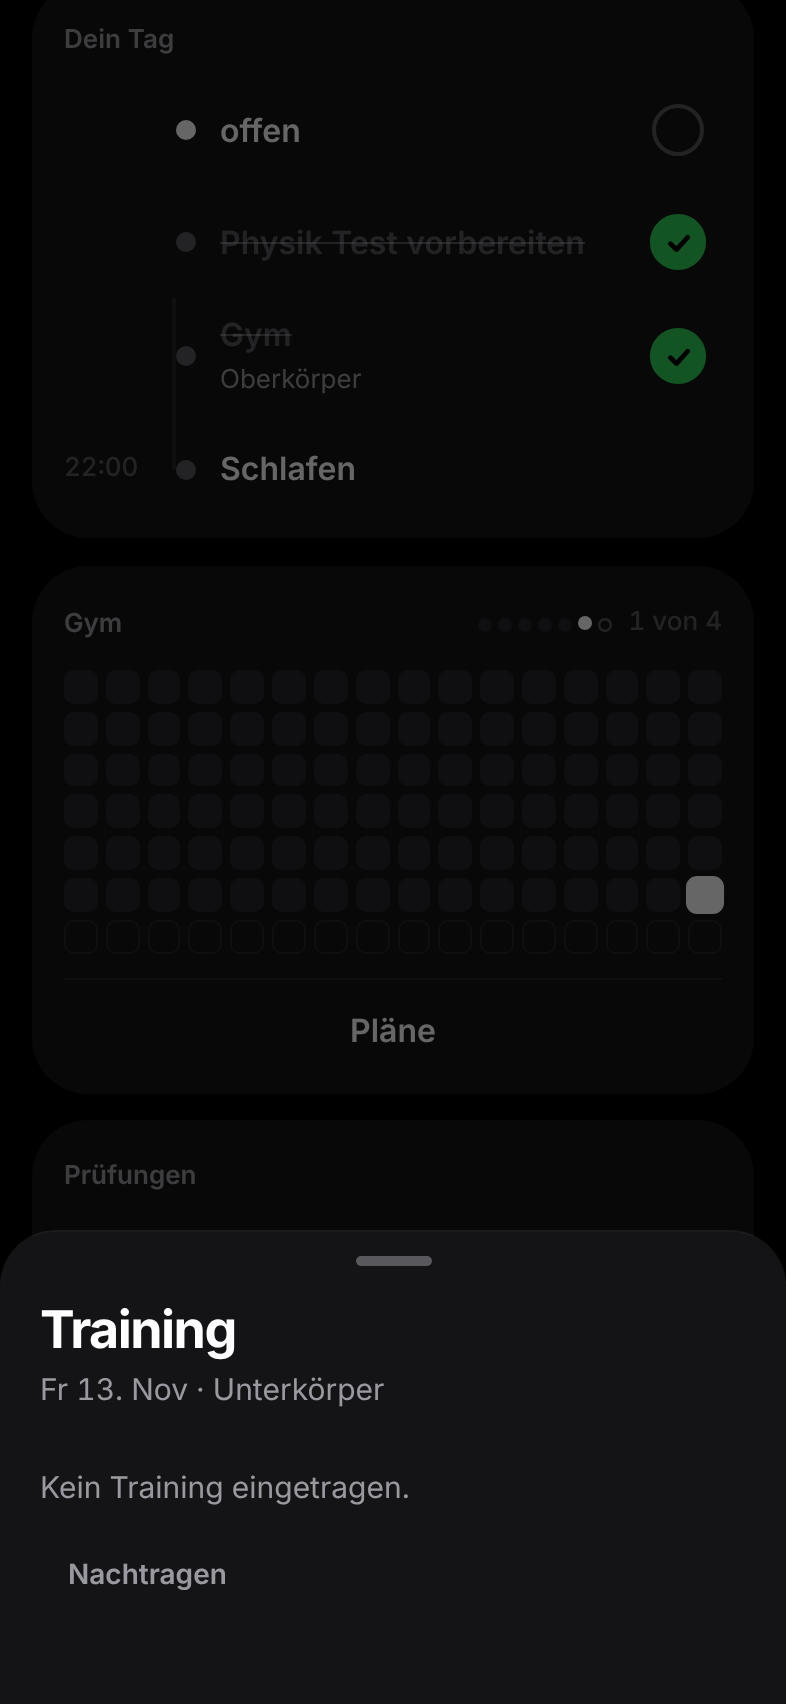 Dein Tag
offen
Physik Test vorbereiten
Gym
Oberkörper
22:00 Schlafen
Gym 1 von 4
Pläne
Prüfungen
Training
Fr 13. Nov · Unterkörper
Kein Training eingetragen.
Nachtragen